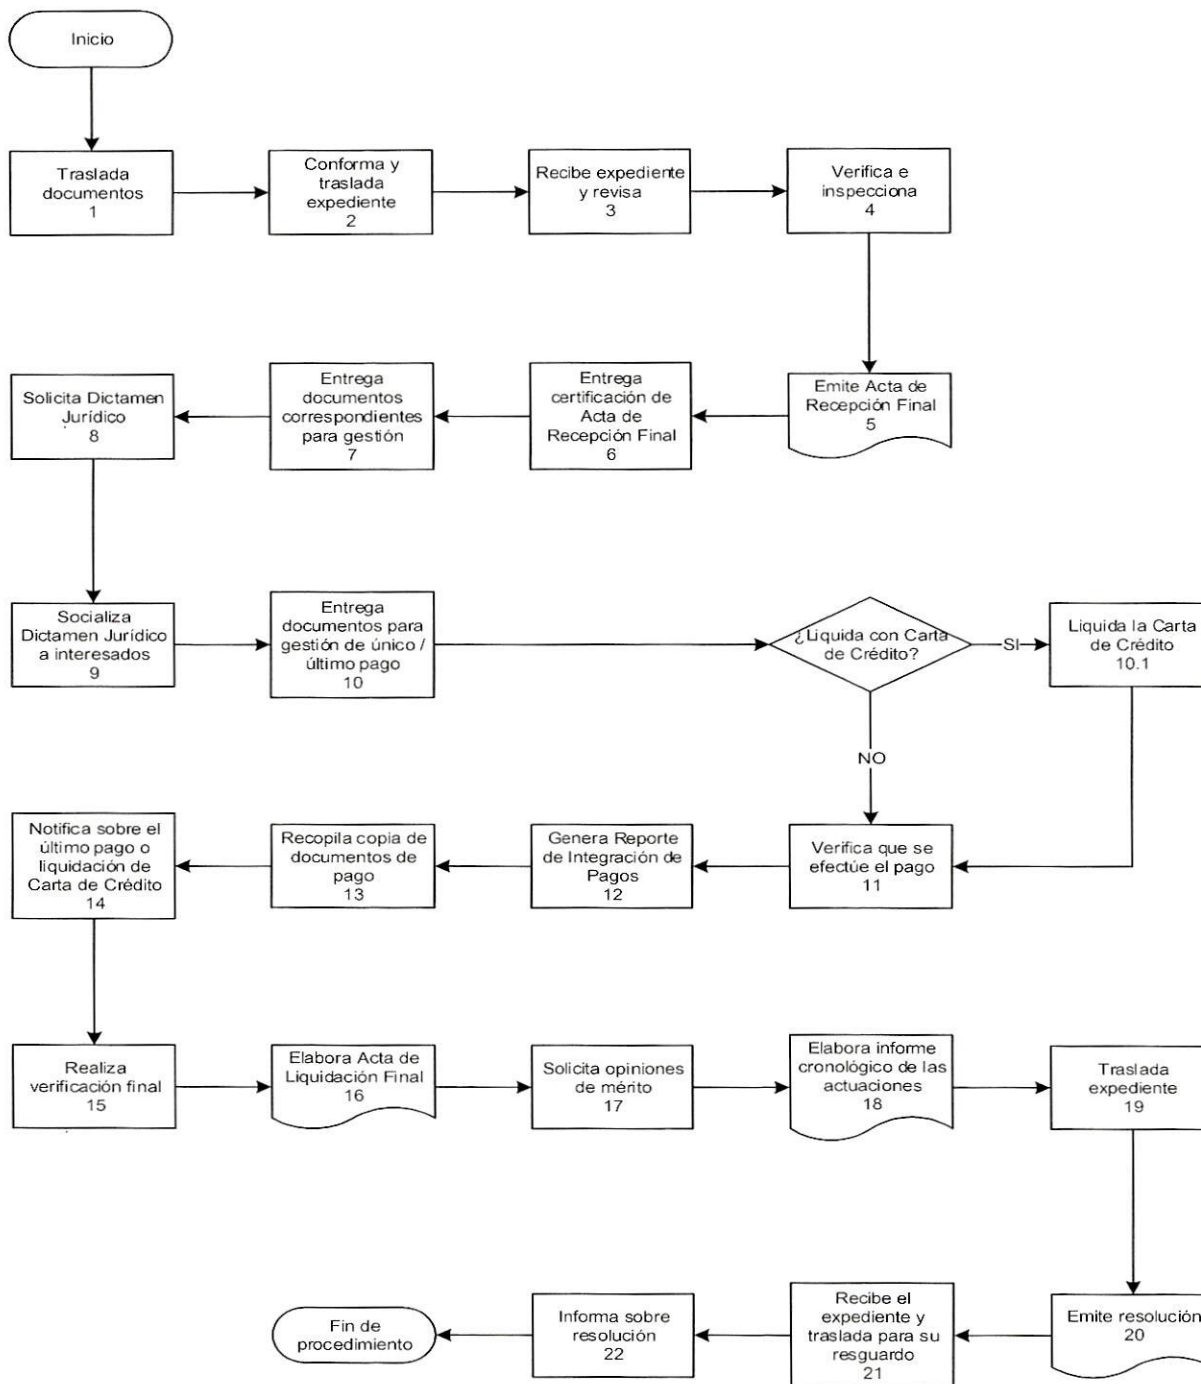 Inicio
Traslada
documentos
1
Conforma y
traslada
expediente
2
Recibe expediente
y revisa
3
Verifica e
inspecciona
4
Emite Acta de
Recepción Final
5
Entrega
certificación de
Acta de
Recepción Final
6
Entrega
documentos
correspondientes
para gestión
7
Solicita Dictamen
Jurídico
8
Socializa
Dictamen Jurídico
a interesados
9
Entrega
documentos para
gestión de único /
último pago
10
¿Liquida con Carta
de Crédito?
SI
Liquida la Carta
de Crédito
10.1
NO
Verifica que se
efectúe el pago
11
Genera Reporte
de Integración de
Pagos
12
Recopila copia de
documentos de
pago
13
Notifica sobre el
último pago o
liquidación de
Carta de Crédito
14
Realiza
verificación final
15
Elabora Acta de
Liquidación Final
16
Solicita opiniones
de mérito
17
Elabora informe
cronológico de las
actuaciones
18
Traslada
expediente
19
Emite resolución
20
Recibe el
expediente y
traslada para su
resguardo
21
Informa sobre
resolución
22
Fin de
procedimiento